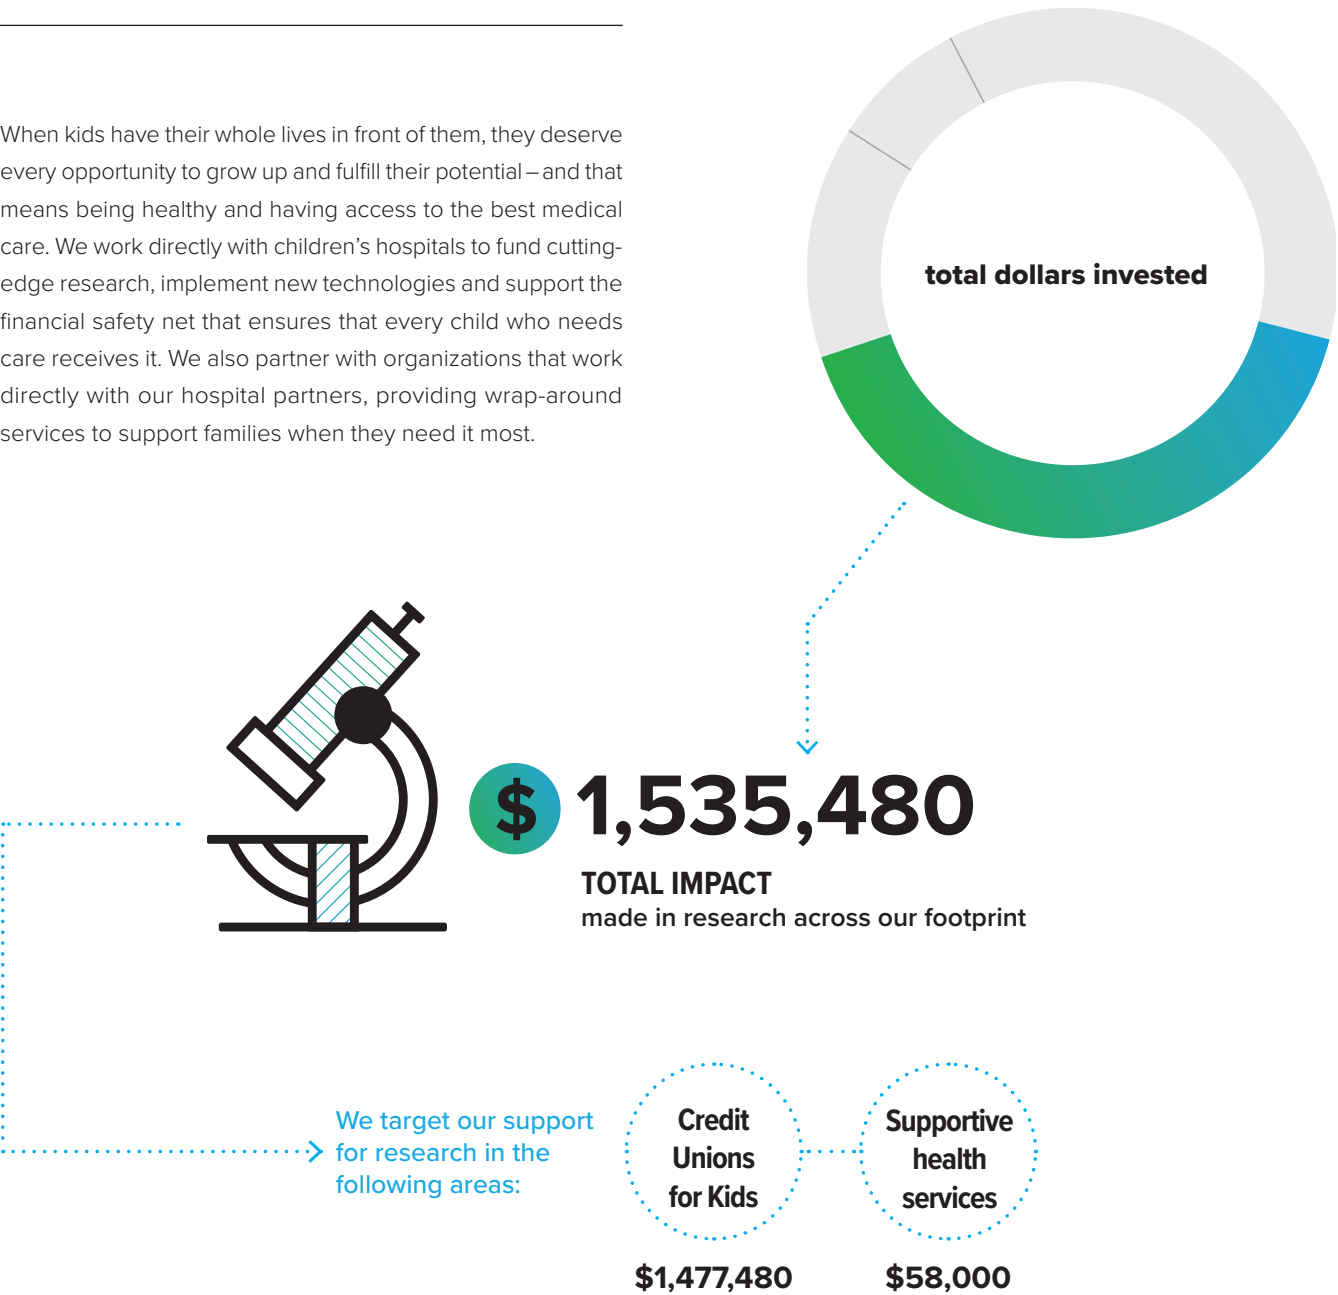 When kids have their whole lives in front of them, they deserve
every opportunity to grow up and fulfill their potential – and that
means being healthy and having access to the best medical
care. We work directly with children’s hospitals to fund cutting-
edge research, implement new technologies and support the
financial safety net that ensures that every child who needs
care receives it. We also partner with organizations that work
directly with our hospital partners, providing wrap-around
services to support families when they need it most.
total dollars invested
$ 1,535,480
TOTAL IMPACT
made in research across our footprint
We target our support
for research in the
following areas:
Credit
Unions
for Kids
$1,477,480
Supportive
health
services
$58,000